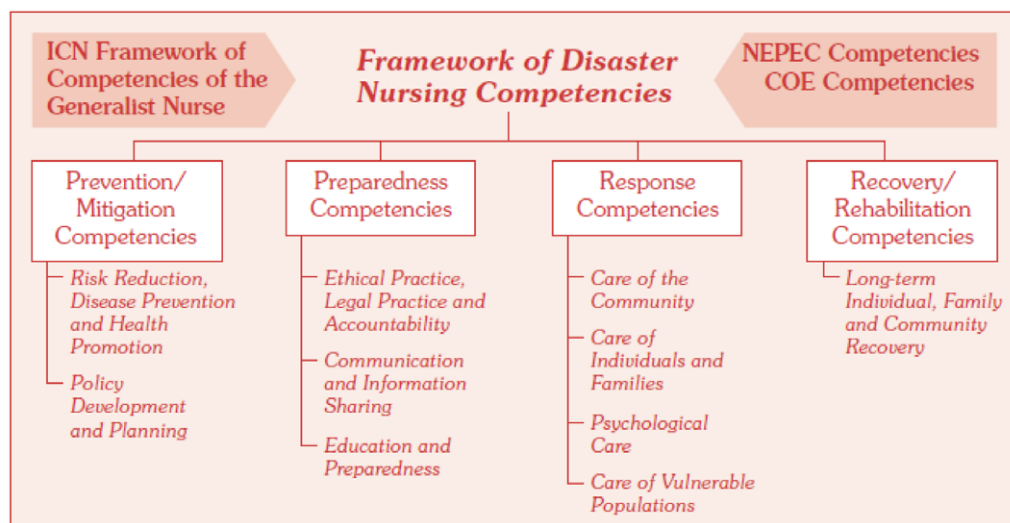 ICN Framework of
Competencies of the
Generalist Nurse
Framework of Disaster
Nursing Competencies
NEPEC Competencies
COE Competencies
Prevention/
Mitigation
Competencies
Risk Reduction,
Disease Prevention
and Health
Promotion
Policy
Development
and Planning
Preparedness
Competencies
Ethical Practice,
Legal Practice and
Accountability
Communication
and Information
Sharing
Education and
Preparedness
Response
Competencies
Care of the
Community
Care of
Individuals and
Families
Psychological
Care
Care of Vulnerable
Populations
Recovery/
Rehabilitation
Competencies
Long-term
Individual, Family
and Community
Recovery